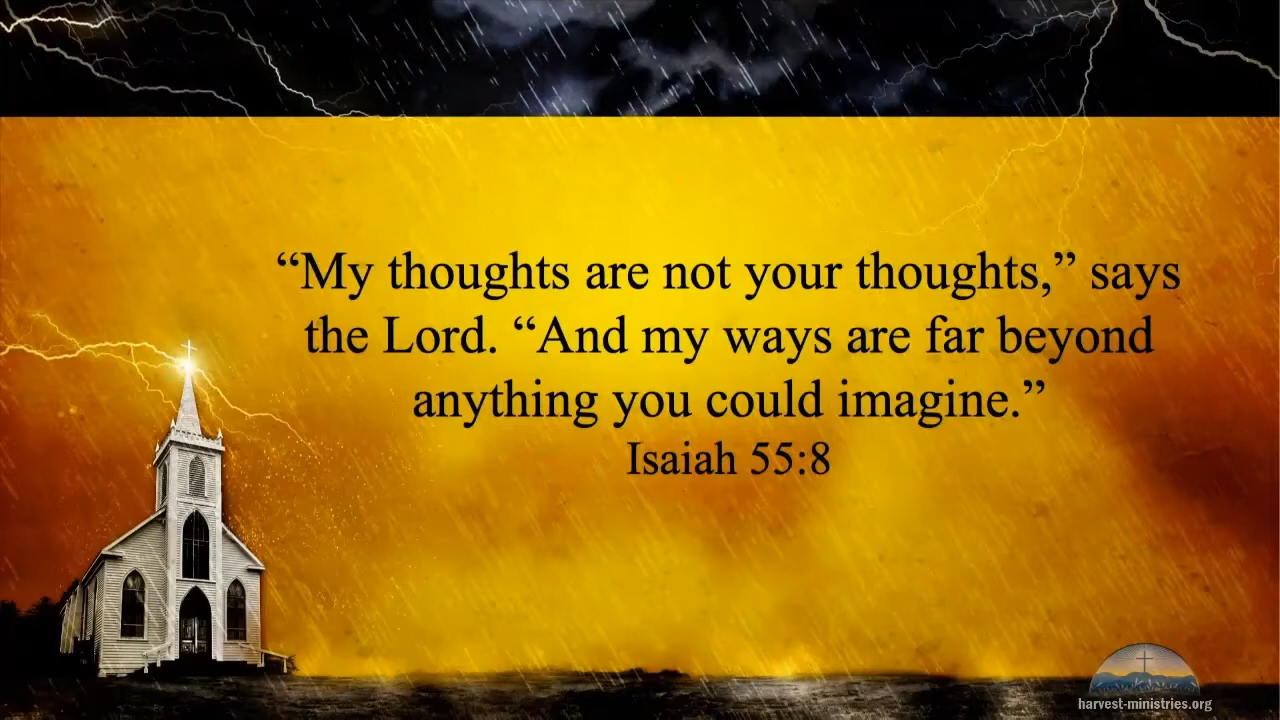 “My thoughts are not your thoughts,” says
the Lord. “And my ways are far beyond
anything you could imagine.”
Isaiah 55:8
harvest-ministries.org